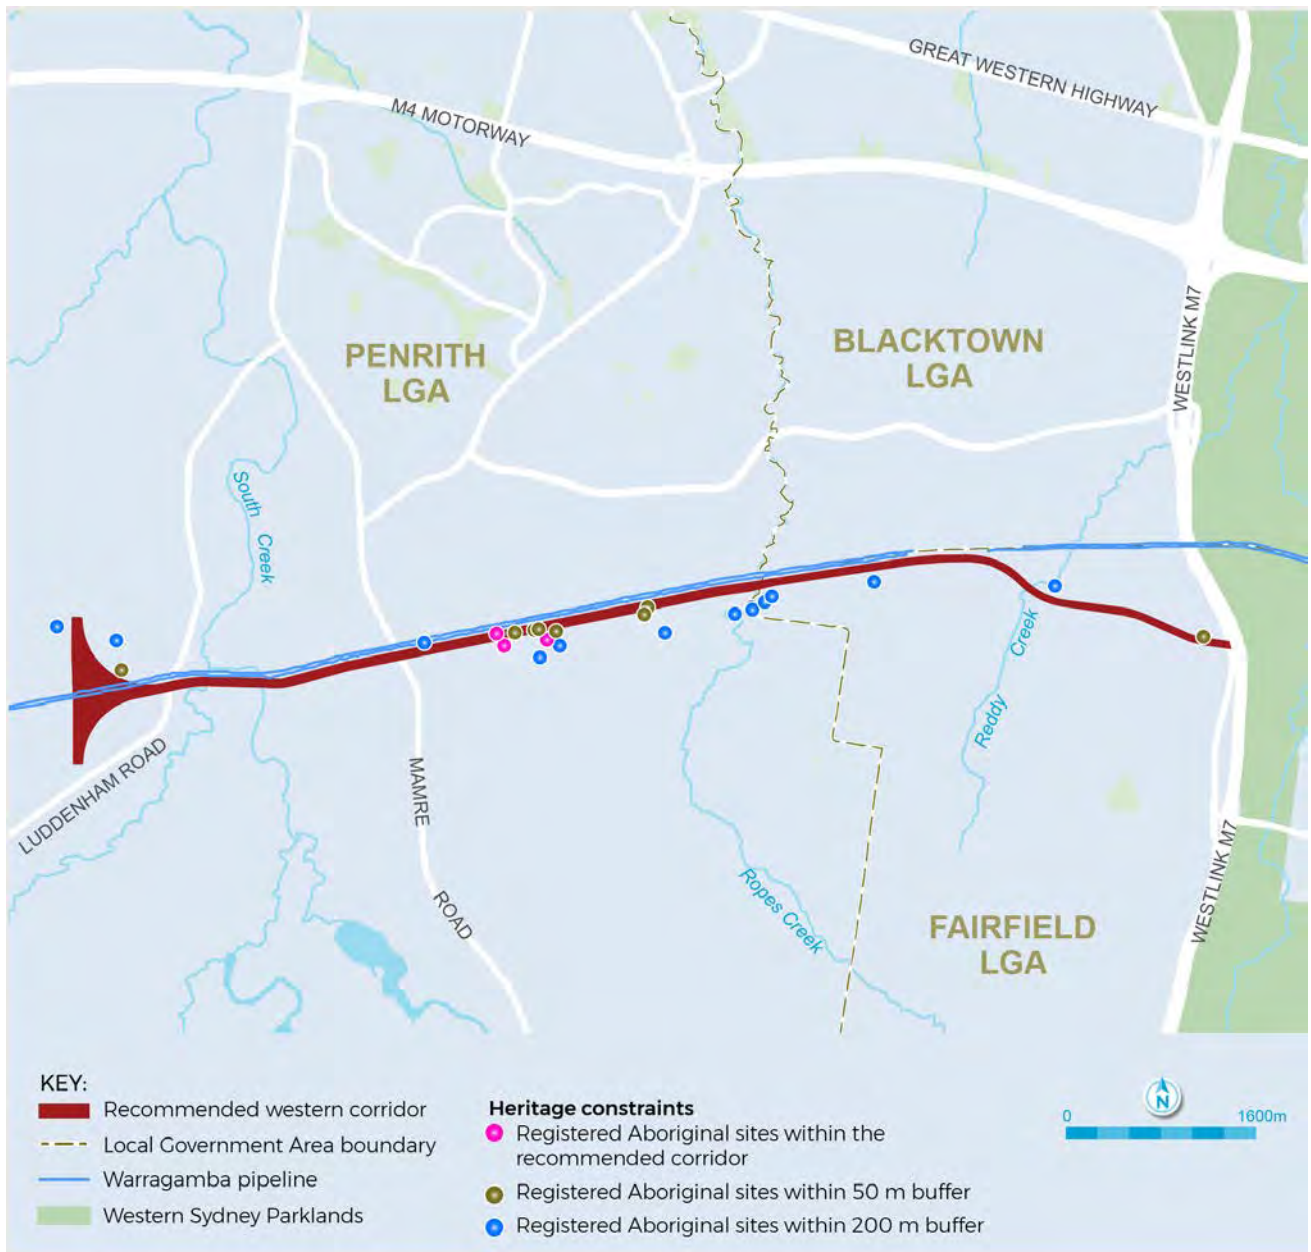 GREAT WESTERN HIGHWAY
M4 MOTORWAY
WESTLINK M7
PENRITH
LGA
BLACKTOWN
LGA
South Creek
Reddy Creek
LUDDENHAM ROAD
MAMRE
ROAD
Ropes Creek
WESTLINK M7
FAIRFIELD
LGA
KEY:
Recommended western corridor
Local Government Area boundary
Warragamba pipeline
Western Sydney Parklands
Heritage constraints
Registered Aboriginal sites within the
recommended corridor
Registered Aboriginal sites within 50 m buffer
Registered Aboriginal sites within 200 m buffer
N
0 1600m